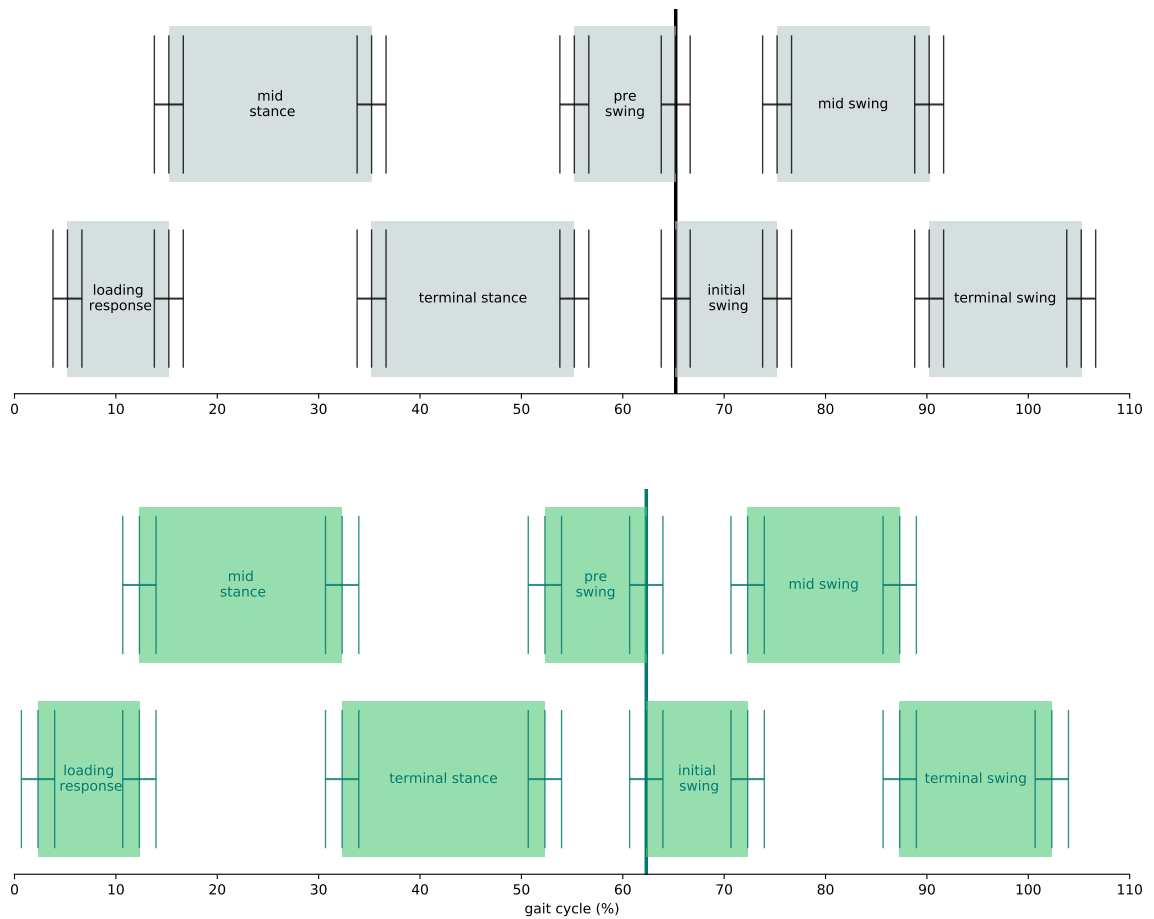 mid
stance
pre
swing
mid swing
loading
response
terminal stance
initial
swing
terminal swing
0 10 20 30 40 50 60 70 80 90 100 110
mid
stance
pre
swing
mid swing
loading
response
terminal stance
initial
swing
terminal swing
0 10 20 30 40 50 60 70 80 90 100 110
gait cycle (%)